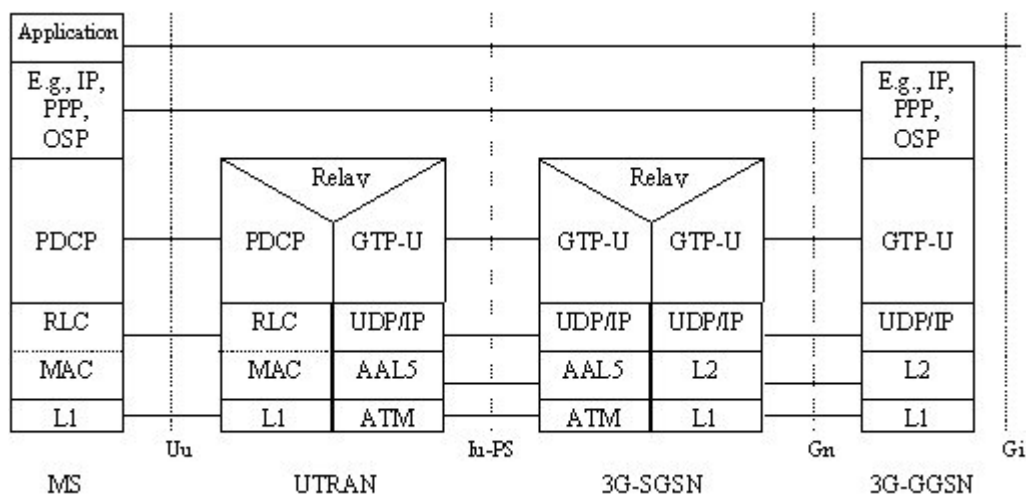 Application
E.g., IP,
PPP,
OSP
E.g., IP,
PPP,
OSP
Relay
Relay
PDCP
PDCP
GTP-U
GTP-U
GTP-U
GTP-U
RLC
RLC
UDP/IP
UDP/IP
UDP/IP
UDP/IP
MAC
MAC
AAL5
AAL5
L2
L2
L1
L1
ATM
ATM
L1
L1
Uu
Iu-PS
Gn
Gi
MS
UTRAN
3G-SGSN
3G-GGSN